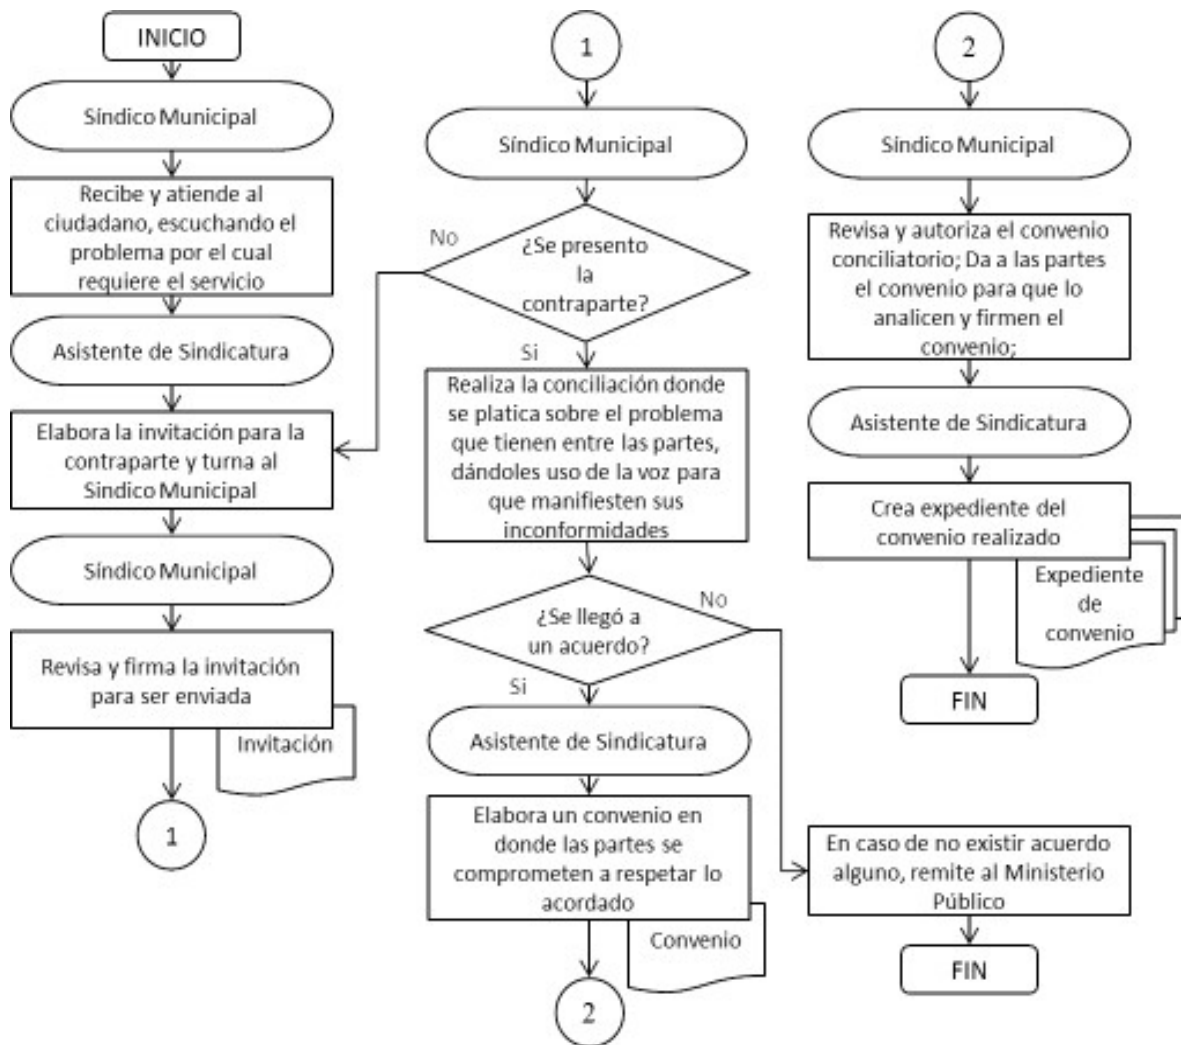 INICIO
Síndico Municipal
Recibe y atiende al
ciudadano, escuchando el
problema por el cual
requiere el servicio
Asistente de Sindicatura
Elabora la invitación para la
contraparte y turna al
Sindico Municipal
Síndico Municipal
Revisa y firma la invitación
para ser enviada
Invitación
1
1
Síndico Municipal
No
¿Se presento
la
contraparte?
Si
Realiza la conciliación donde
se platica sobre el problema
que tienen entre las partes,
dándoles uso de la voz para
que manifiesten sus
inconformidades
¿Se llegó a
un acuerdo?
No
Si
Asistente de Sindicatura
Elabora un convenio en
donde las partes se
comprometen a respetar lo
acordado
Convenio
2
2
Síndico Municipal
Revisa y autoriza el convenio
conciliatorio; Da a las partes
el convenio para que lo
analicen y firmen el
convenio;
Asistente de Sindicatura
Crea expediente del
convenio realizado
Expediente
de
convenio
FIN
En caso de no existir acuerdo
alguno, remite al Ministerio
Público
FIN